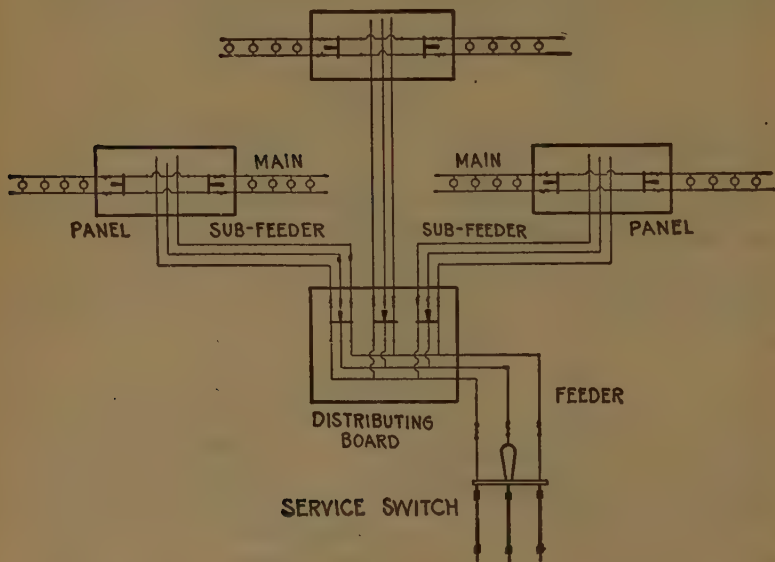 MAIN
MAIN
PANEL
SUB-FEEDER
SUB-FEEDER
PANEL
DISTRIBUTING
BOARD
FEEDER
SERVICE SWITCH